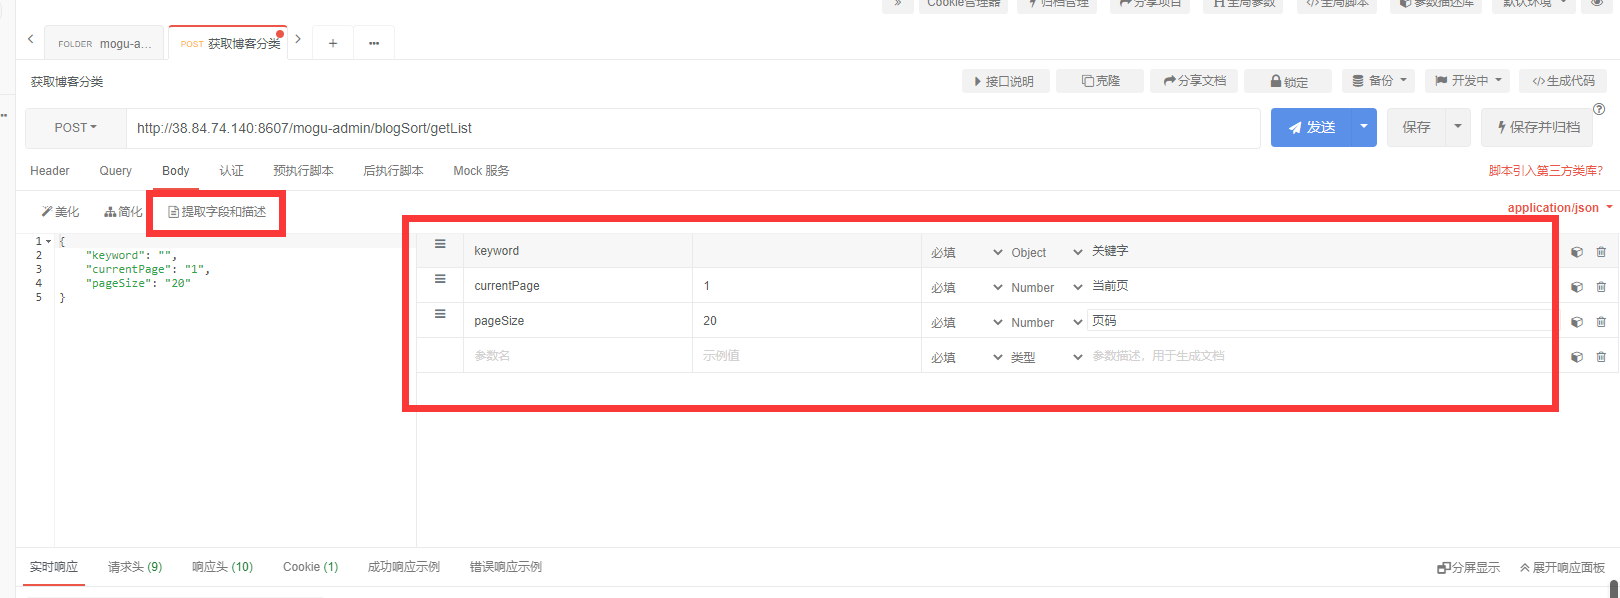 » Cookie管理器 归档管理 分享项目 全局参数 全局脚本 参数描述库 默认环境
FOLDER mogu-a... POST 获取博客分类 + ...
获取博客分类 接口说明 克隆 分享文档 锁定 备份 开发中 </>生成代码
POST http://38.84.74.140:8607/mogu-admin/blogSort/getList 发送 保存 保存并归档
Header Query Body 认证 预执行脚本 后执行脚本 Mock 服务 脚本引入第三方类库?
美化 简化 提取字段和描述 application/json
1 {
2 "keyword": "",
3 "currentPage": "1",
4 "pageSize": "20"
5 }
keyword 必填 Object 关键字
currentPage 1 必填 Number 当前页
pageSize 20 必填 Number 页码
参数名 示例值 必填 类型 参数描述，用于生成文档
实时响应 请求头 (9) 响应头 (10) Cookie (1) 成功响应示例 错误响应示例 分屏显示 展开响应面板